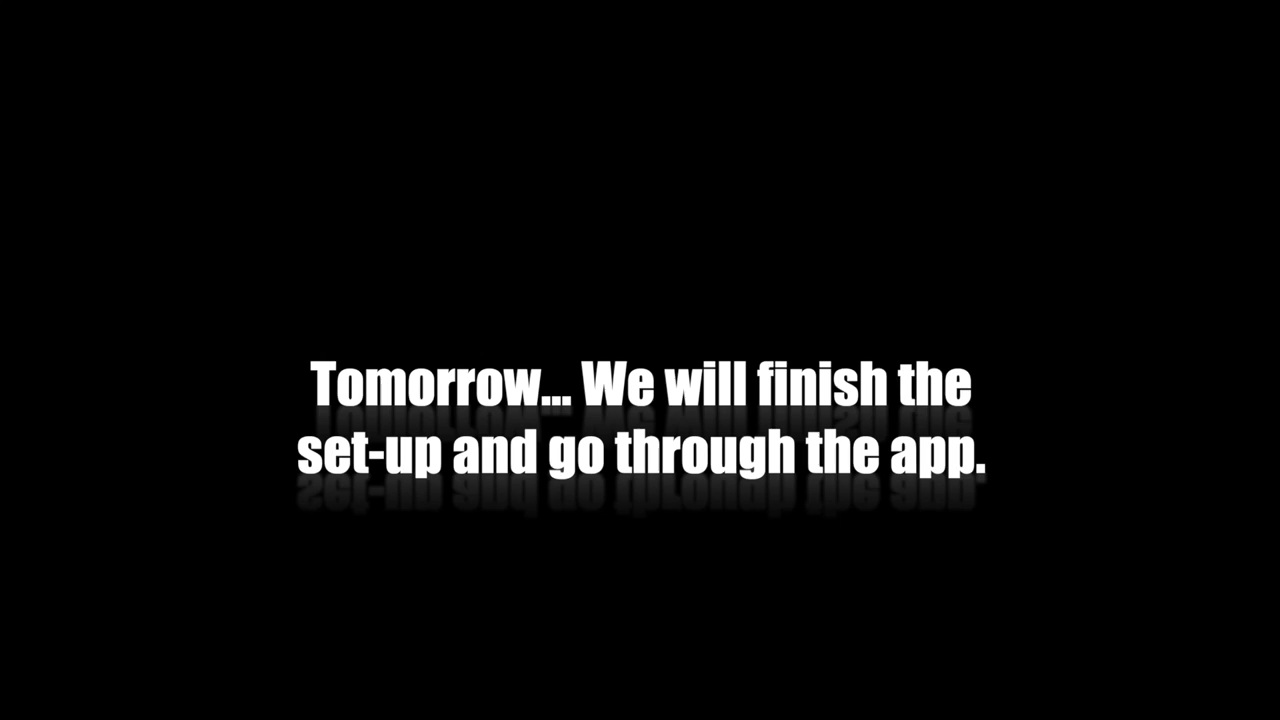 Tomorrow... We will finish the
set-up and go through the app.